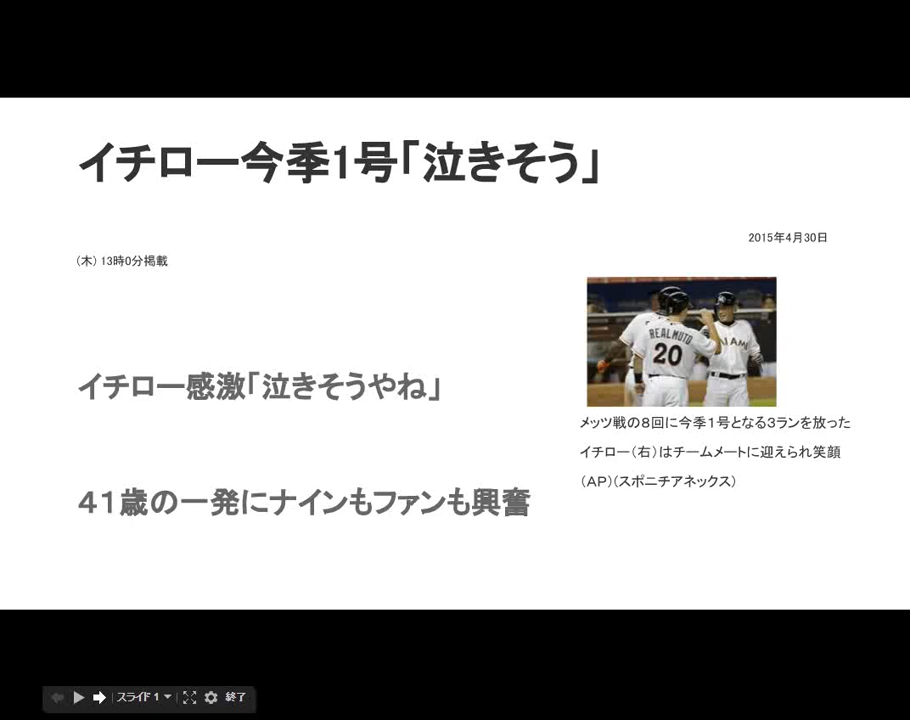 イチロー今季1号「泣きそう」
2015年4月30日
（木） 13時0分掲載
REALMUTO
20
MIAMI
イチロー感激「泣きそうやね」
メッツ戦の８回に今季１号となる３ランを放った
イチロー（右）はチームメートに迎えられ笑顔
（ＡＰ）（スポニチアネックス）
４１歳の一発にナインもファンも興奮
スライド 1
終了